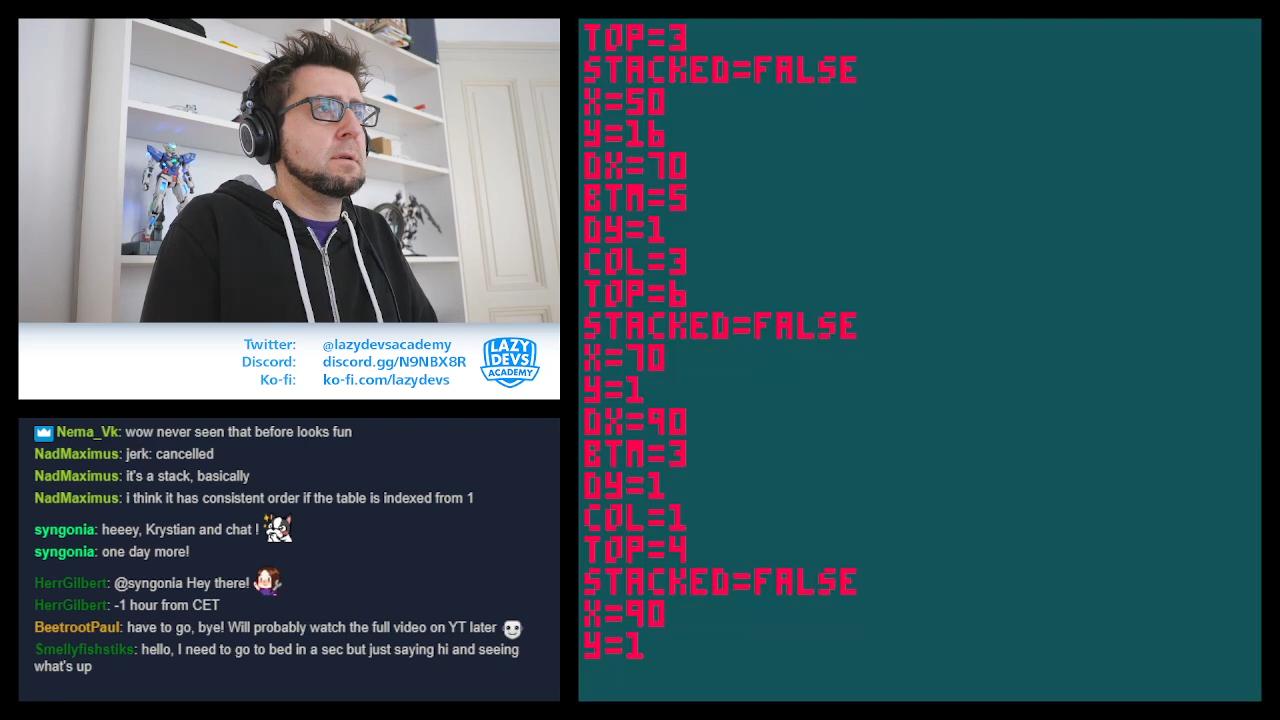 Twitter: @lazydevsacademy
Discord: discord.gg/N9NBX8R
Ko-fi: ko-fi.com/lazydevs
LAZY
DEVS
ACADEMY
Nema_Vk: wow never seen that before looks fun
NadMaximus: jerk: cancelled
NadMaximus: it's a stack, basically
NadMaximus: i think it has consistent order if the table is indexed from 1
syngonia: heeey, Krystian and chat !
syngonia: one day more!
HerrGilbert: @syngonia Hey there!
HerrGilbert: -1 hour from CET
BeetrootPaul: have to go, bye! Will probably watch the full video on YT later
Smellyfishstiks: hello, I need to go to bed in a sec but just saying hi and seeing
what's up
TOP=3
STACKED=FALSE
X=50
Y=16
DX=70
BTM=5
DY=1
COL=3
TOP=6
STACKED=FALSE
X=70
Y=1
DX=90
BTM=3
DY=1
COL=1
TOP=4
STACKED=FALSE
X=90
Y=1